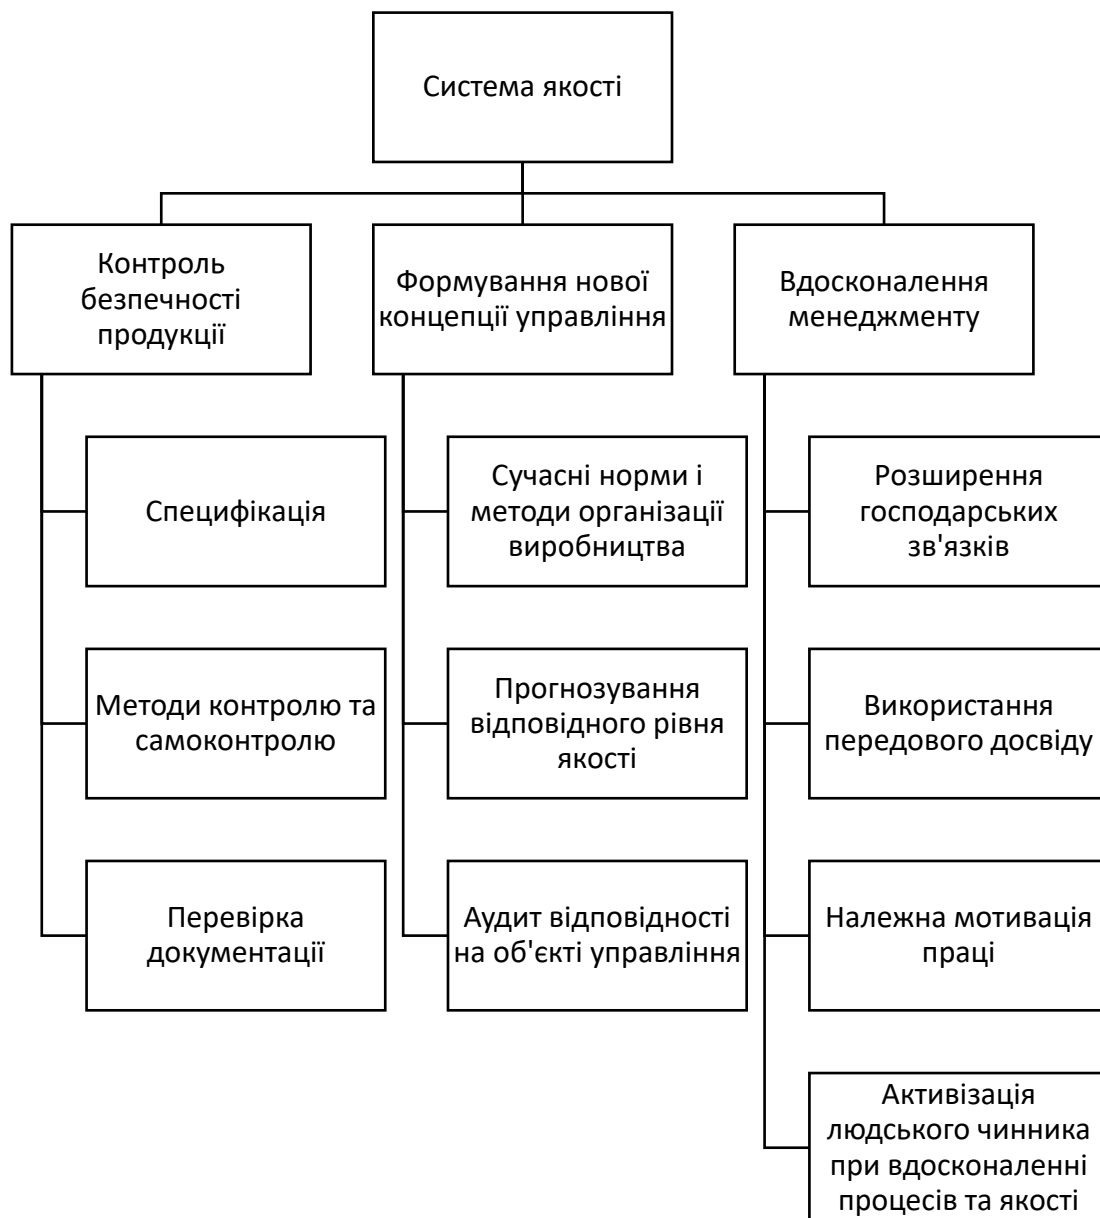 Система якості
Контроль
безпечності
продукції
Формування нової
концепції управління
Вдосконалення
менеджменту
Специфікація
Сучасні норми і
методи організації
виробництва
Розширення
господарських
зв'язків
Методи контролю та
самоконтролю
Прогнозування
відповідного рівня
якості
Використання
передового досвіду
Перевірка
документації
Аудит відповідності
на об'єкті управління
Належна мотивація
праці
Активізація
людського чинника
при вдосконаленні
процесів та якості